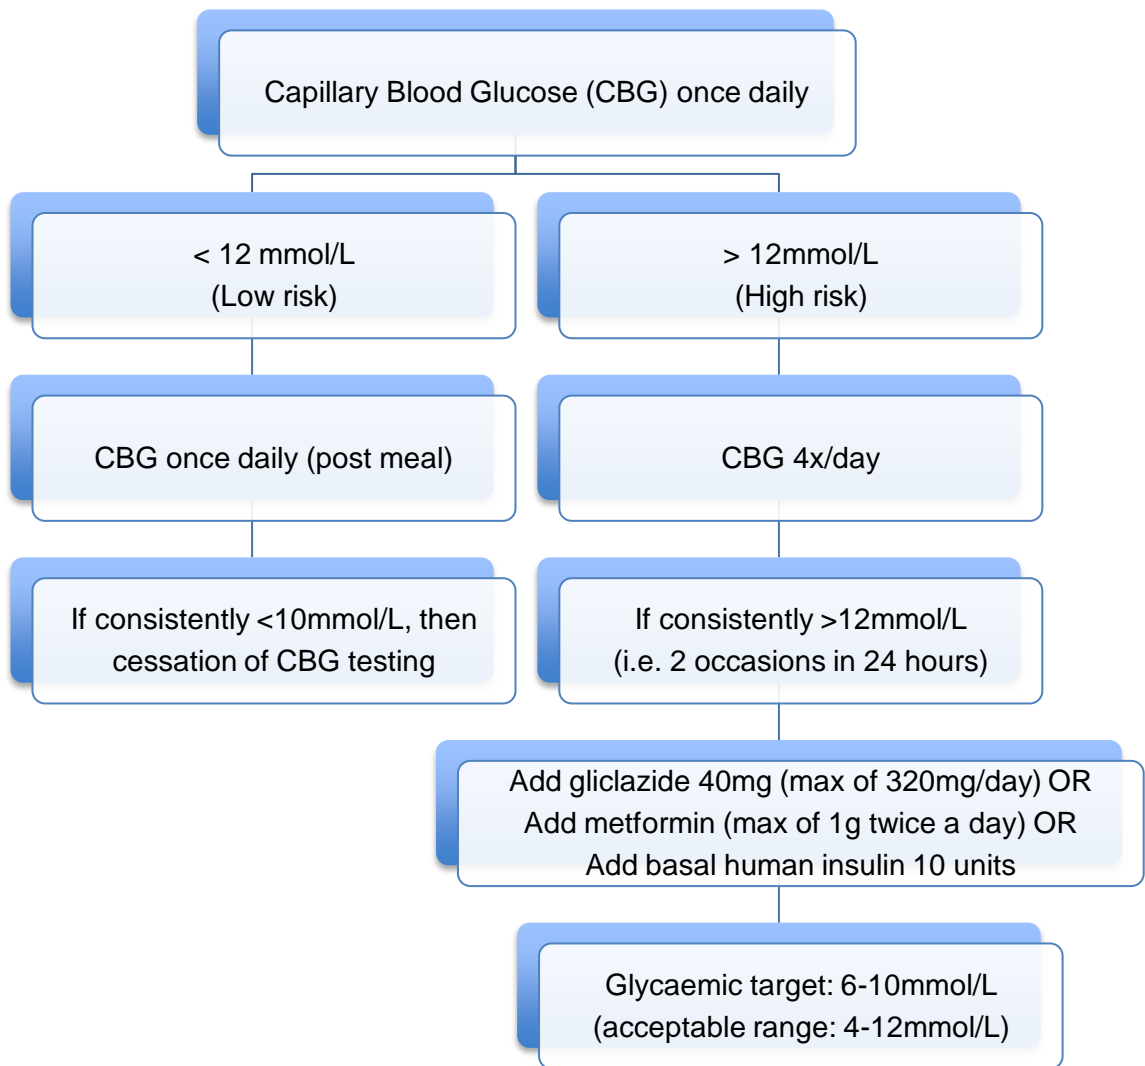 Capillary Blood Glucose (CBG) once daily
< 12 mmol/L
(Low risk)
> 12mmol/L
(High risk)
CBG once daily (post meal)
CBG 4x/day
If consistently <10mmol/L, then
cessation of CBG testing
If consistently >12mmol/L
(i.e. 2 occasions in 24 hours)
Add gliclazide 40mg (max of 320mg/day) OR
Add metformin (max of 1g twice a day) OR
Add basal human insulin 10 units
Glycaemic target: 6-10mmol/L
(acceptable range: 4-12mmol/L)